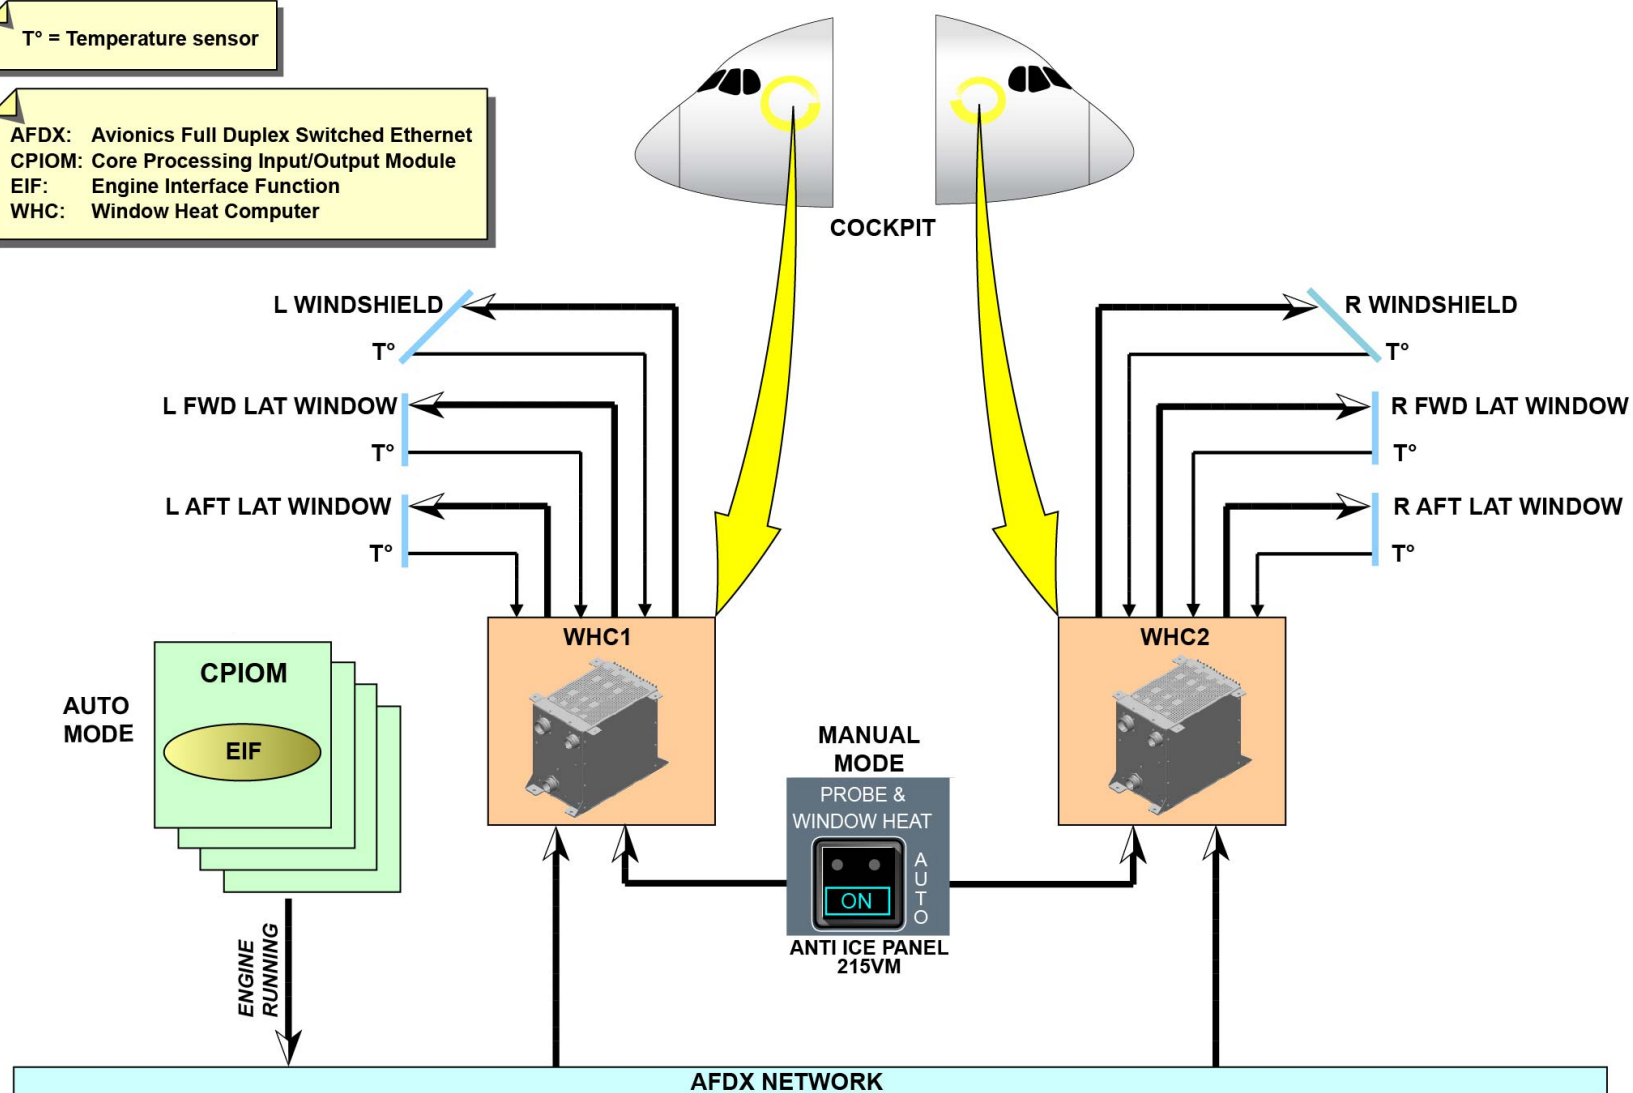 T° = Temperature sensor
AFDX: Avionics Full Duplex Switched Ethernet
CPIOM: Core Processing Input/Output Module
EIF: Engine Interface Function
WHC: Window Heat Computer
COCKPIT
L WINDSHIELD
T°
L FWD LAT WINDOW
T°
L AFT LAT WINDOW
T°
R WINDSHIELD
T°
R FWD LAT WINDOW
T°
R AFT LAT WINDOW
T°
WHC1
WHC2
AUTO
MODE
CPIOM
EIF
MANUAL
MODE
PROBE &
WINDOW HEAT
AUTO
ON
ANTI ICE PANEL
215VM
ENGINE
RUNNING
AFDX NETWORK